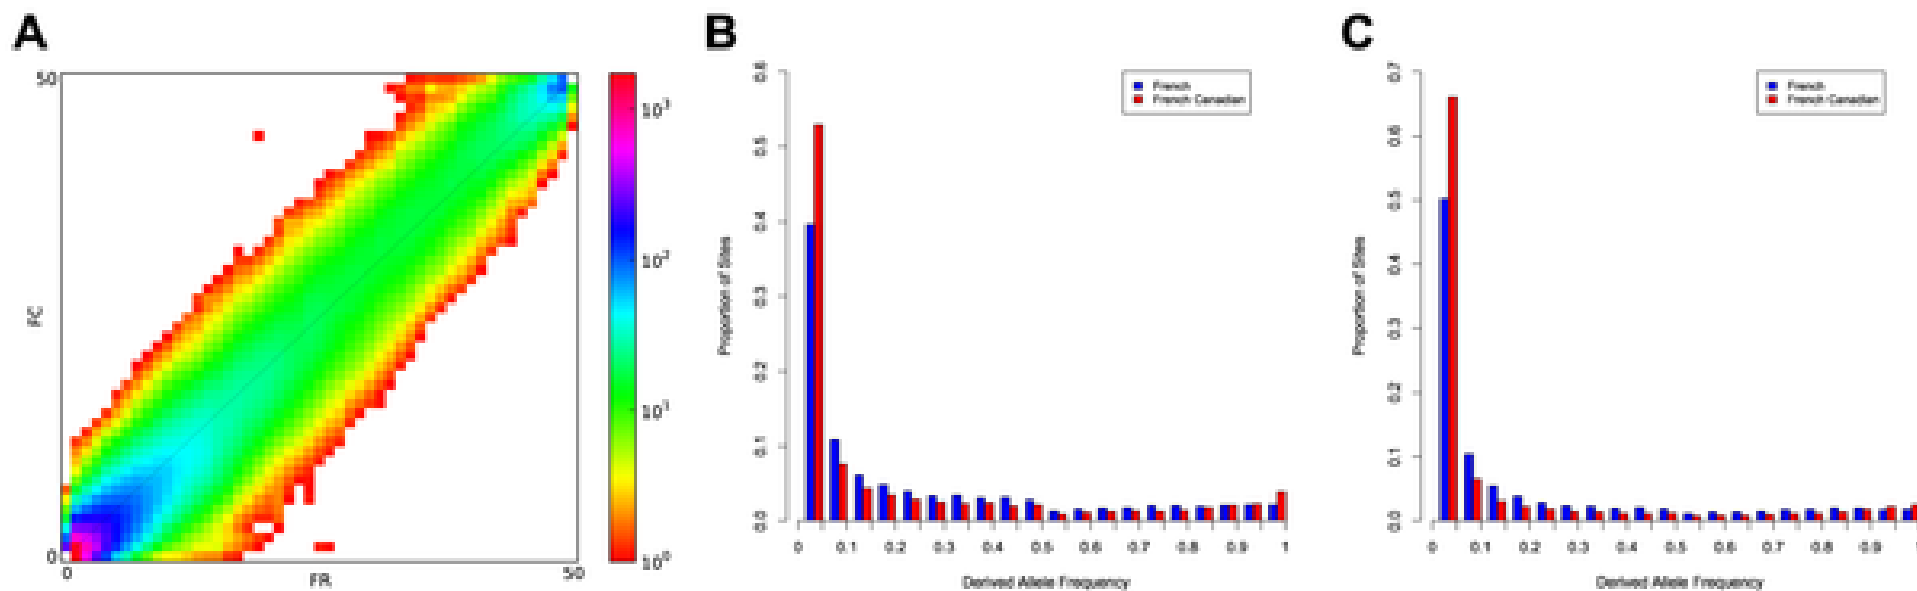 A
50
FC
0
0
FR
50
10³
10²
10¹
10⁰
B
French
French Canadian
Proportion of Sites
0.6
0.5
0.4
0.3
0.2
0.1
0.0
0 0.1 0.2 0.3 0.4 0.5 0.6 0.7 0.8 0.9 1
Derived Allele Frequency
C
French
French Canadian
Proportion of Sites
0.7
0.6
0.5
0.4
0.3
0.2
0.1
0.0
0 0.1 0.2 0.3 0.4 0.5 0.6 0.7 0.8 0.9 1
Derived Allele Frequency